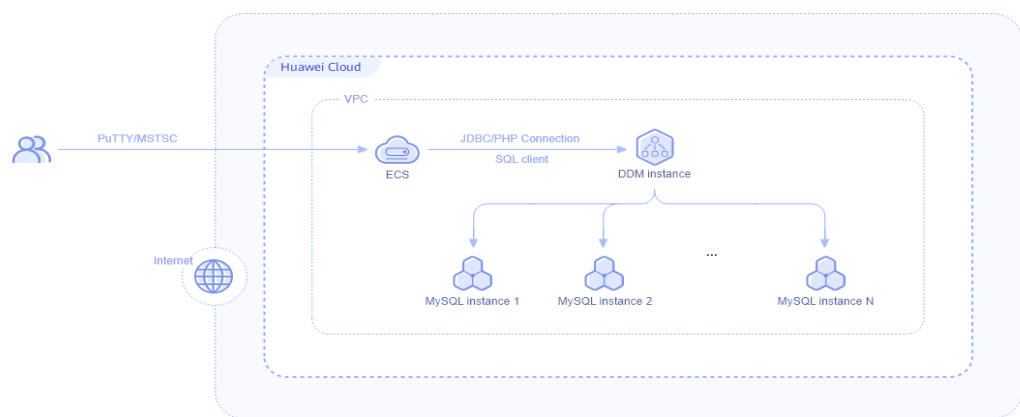 Huawei Cloud
VPC
PuTTY/MSTSC
JDBC/PHP Connection
SQL client
ECS
DDM instance
...
Internet
MySQL instance 1
MySQL instance 2
MySQL instance N